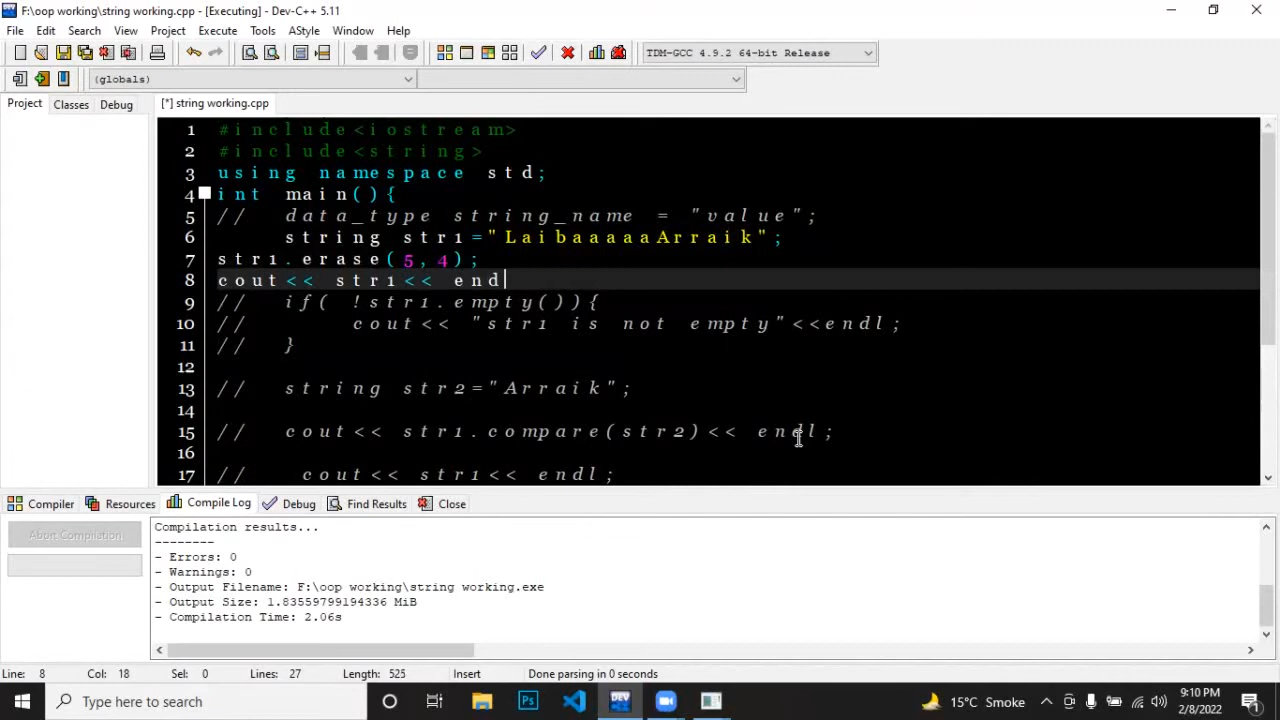 F:\oop working\string working.cpp - [Executing] - Dev-C++ 5.11
File Edit Search View Project Execute Tools AStyle Window Help
TDM-GCC 4.9.2 64-bit Release
(globals)
Project Classes Debug [*] string working.cpp
1 #include<iostream>
2 #include<string>
3 using namespace std;
4 int main(){
5 // data_type string_name = "value";
6 string str1="LaibaaaaaArraik";
7 str1.erase(5,4);
8 cout<< str1<< end
9 // if( !str1.empty()){
10 // cout<< "str1 is not empty"<<endl;
11 // }
12
13 // string str2="Arraik";
14
15 // cout<< str1.compare(str2)<< endl;
16
17 // cout<< str1<< endl;
Compiler Resources Compile Log Debug Find Results Close
Abort Compilation
Compilation results...
--------
- Errors: 0
- Warnings: 0
- Output Filename: F:\oop working\string working.exe
- Output Size: 1.83559799194336 MiB
- Compilation Time: 2.06s
Line: 8 Col: 18 Sel: 0 Lines: 27 Length: 525 Insert Done parsing in 0 seconds
Type here to search
Ps
DEV
15°C Smoke
9:10 PM
2/8/2022
1